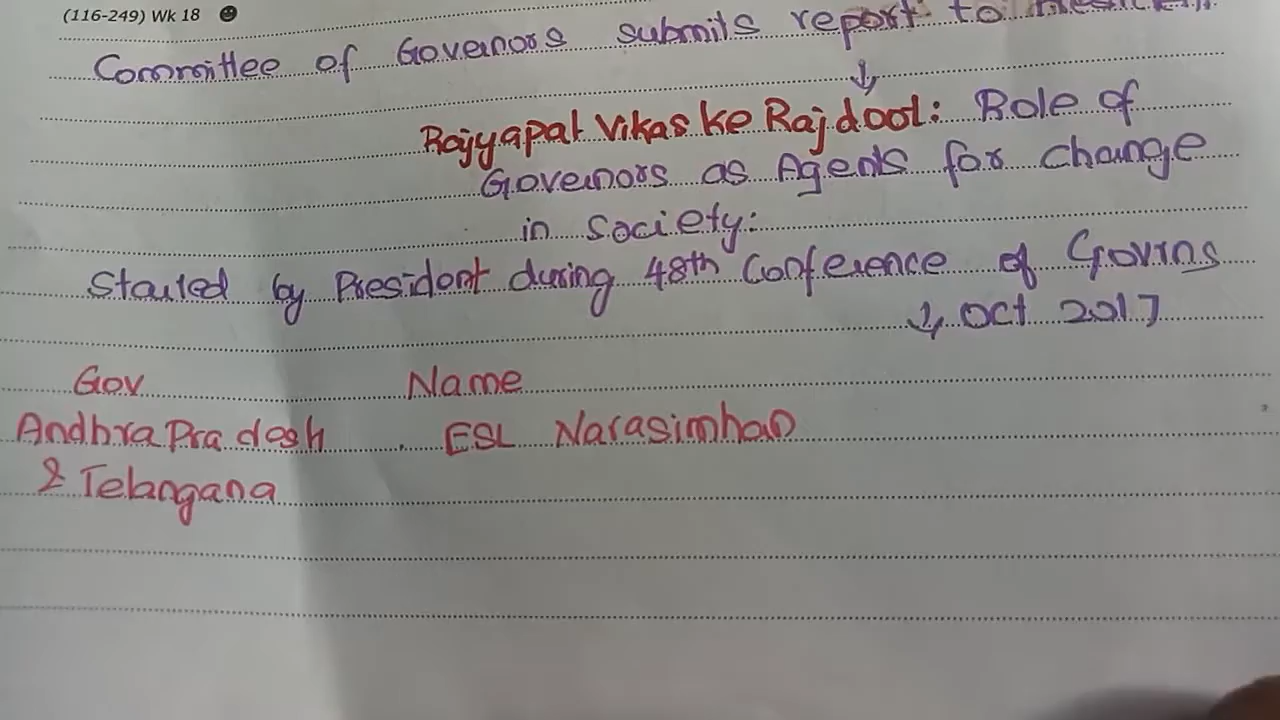 (116-249) Wk 18
Committee of Governors submits report to
Rajyapal Vikas ke Rajdoot: Role of
Governors as Agents for change
in Society:
Started by President during 48th Conference of Govrns
Oct 2017
Gov Name
Andhra Pradesh ESL Narasimhan
& Telangana